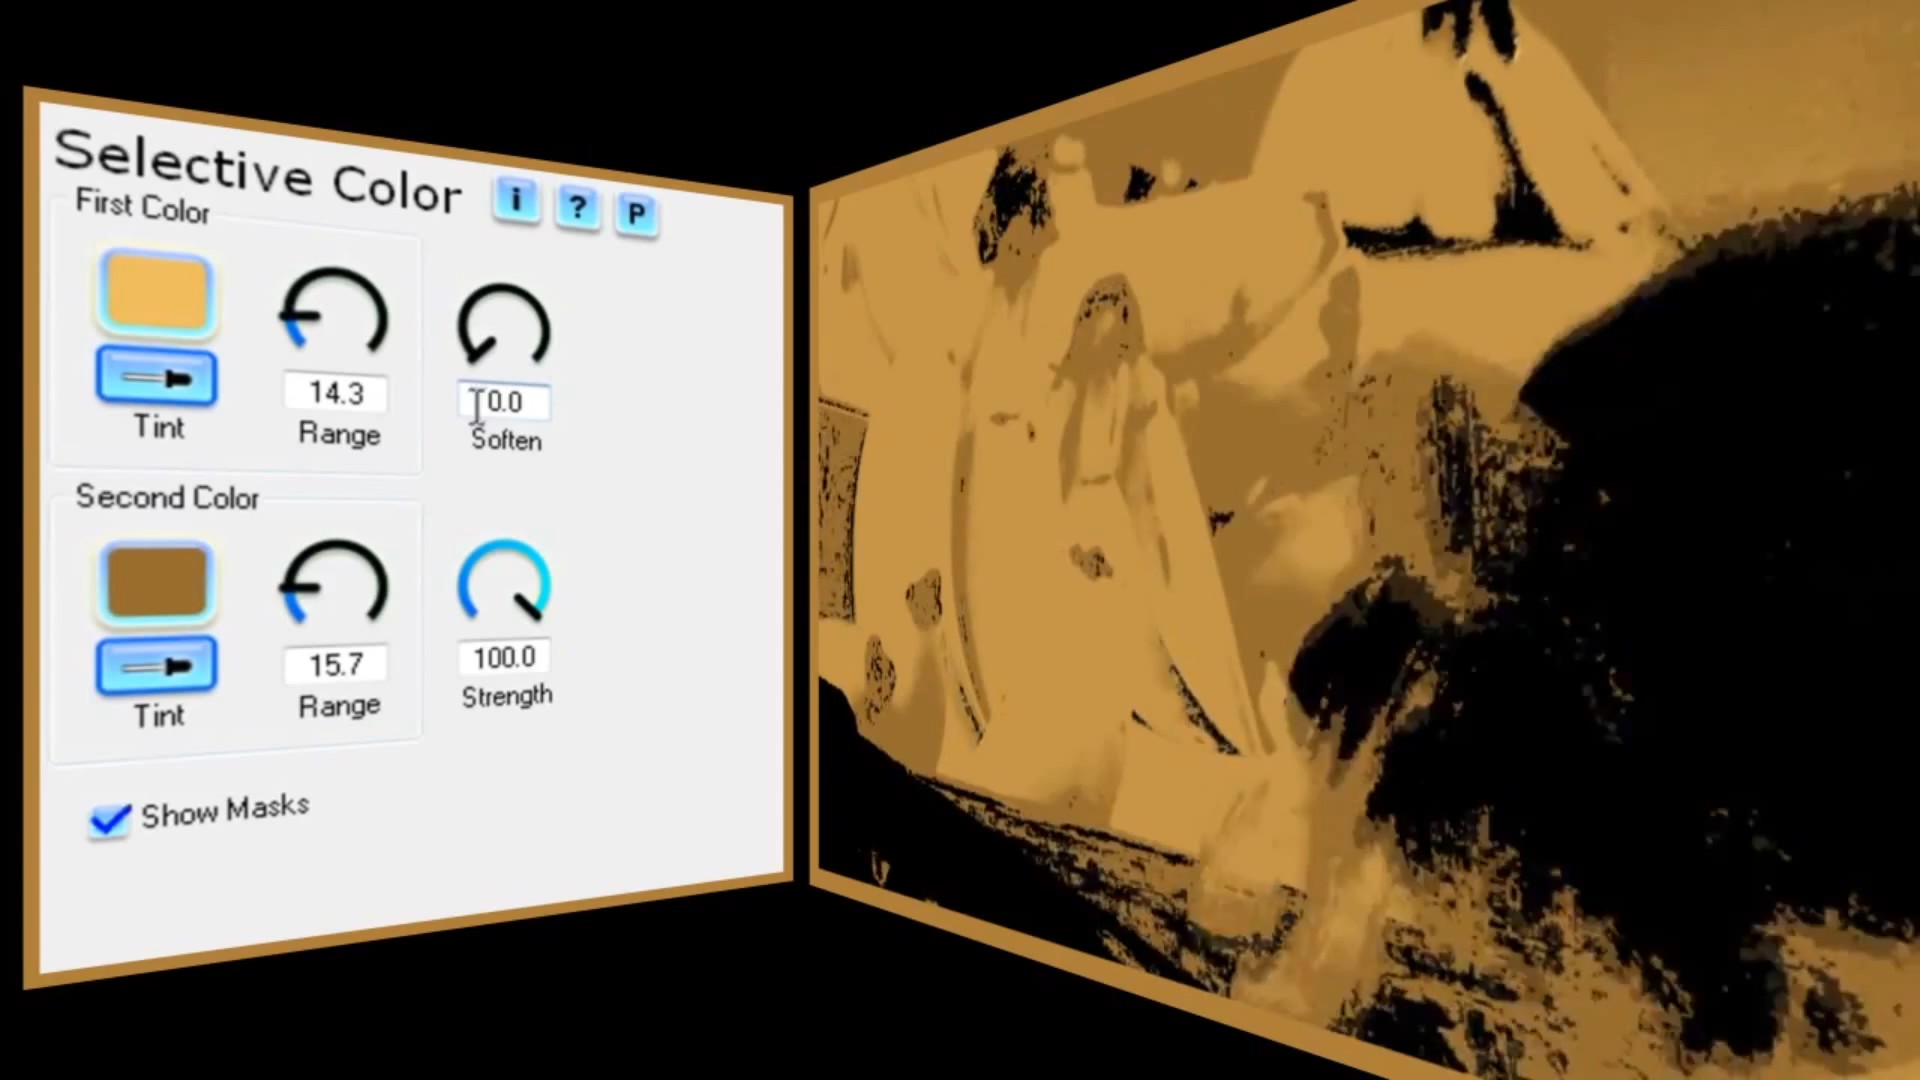 Selective Color
i ? P
First Color
14.3
0.0
Tint
Range
Soften
Second Color
15.7
100.0
Tint
Range
Strength
Show Masks